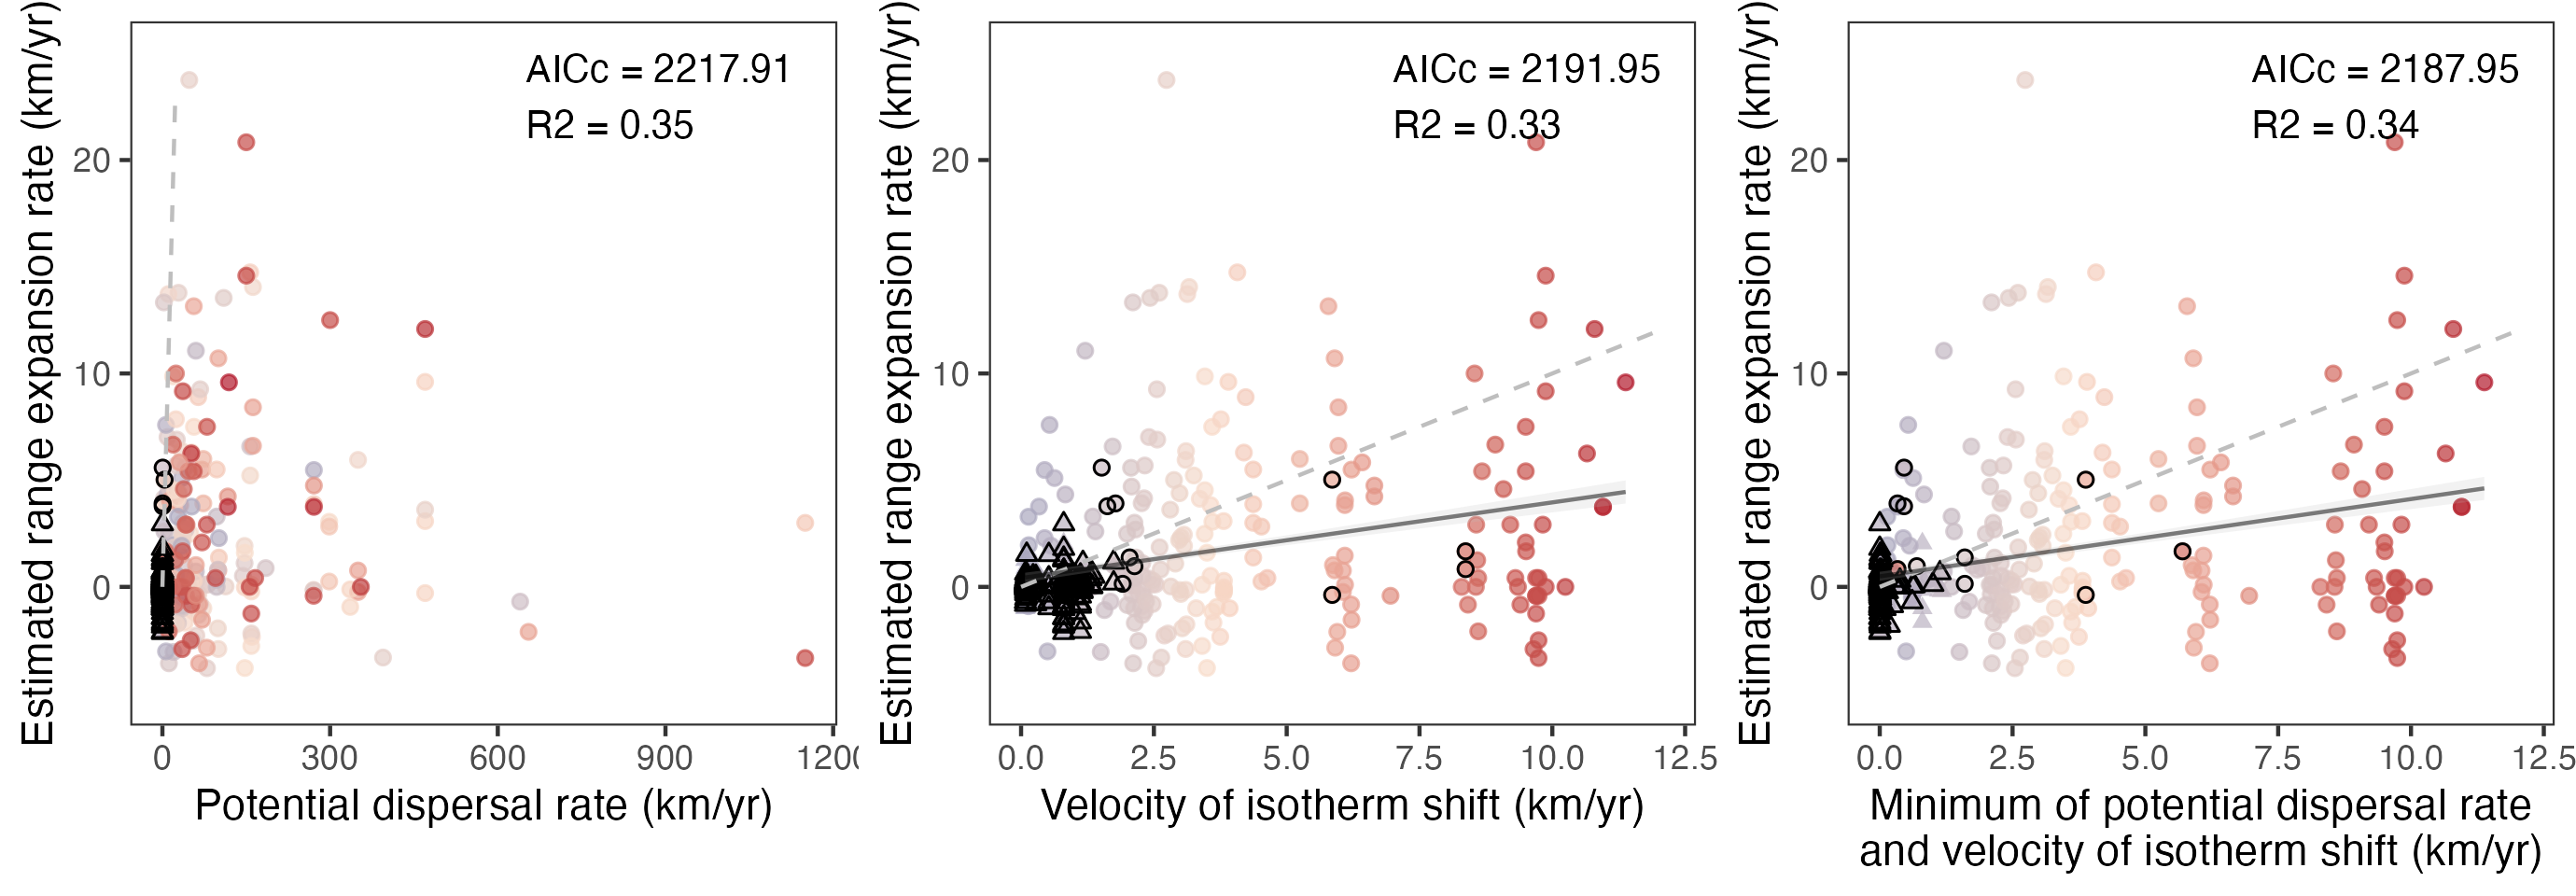 Estimated range expansion rate (km/yr)
20
10
0
AICc = 2217.91
R2 = 0.35
0 300 600 900 120
Potential dispersal rate (km/yr)
Estimated range expansion rate (km/yr)
20
10
0
AICc = 2191.95
R2 = 0.33
0.0 2.5 5.0 7.5 10.0 12.5
Velocity of isotherm shift (km/yr)
Estimated range expansion rate (km/yr)
20
10
0
AICc = 2187.95
R2 = 0.34
0.0 2.5 5.0 7.5 10.0 12.5
Minimum of potential dispersal rate
and velocity of isotherm shift (km/yr)